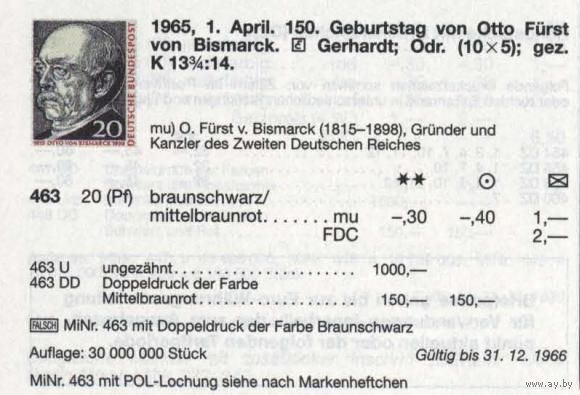 1965, 1. April. 150. Geburtstag von Otto Fürst
von Bismarck. E Gerhardt; Odr. (10×5); gez.
K 13¾:14.
DEUTSCHE BUNDESPOST
20
1815 OTTO VON BISMARCK 1898
mu) O. Fürst v. Bismarck (1815–1898), Gründer und
Kanzler des Zweiten Deutschen Reiches
** ⊙ ✉
463 20 (Pf) braunschwarz/
mittelbraunrot........ mu –,30 –,40 1,—
FDC 2,—
463 U ungezähnt...................... 1000,—
463 DD Doppeldruck der Farbe
Mittelbraunrot................. 150,— 150,—
FALSCH MiNr. 463 mit Doppeldruck der Farbe Braunschwarz
Auflage: 30 000 000 Stück Gültig bis 31. 12. 1966
MiNr. 463 mit POL-Lochung siehe nach Markenheftchen
www.ay.by